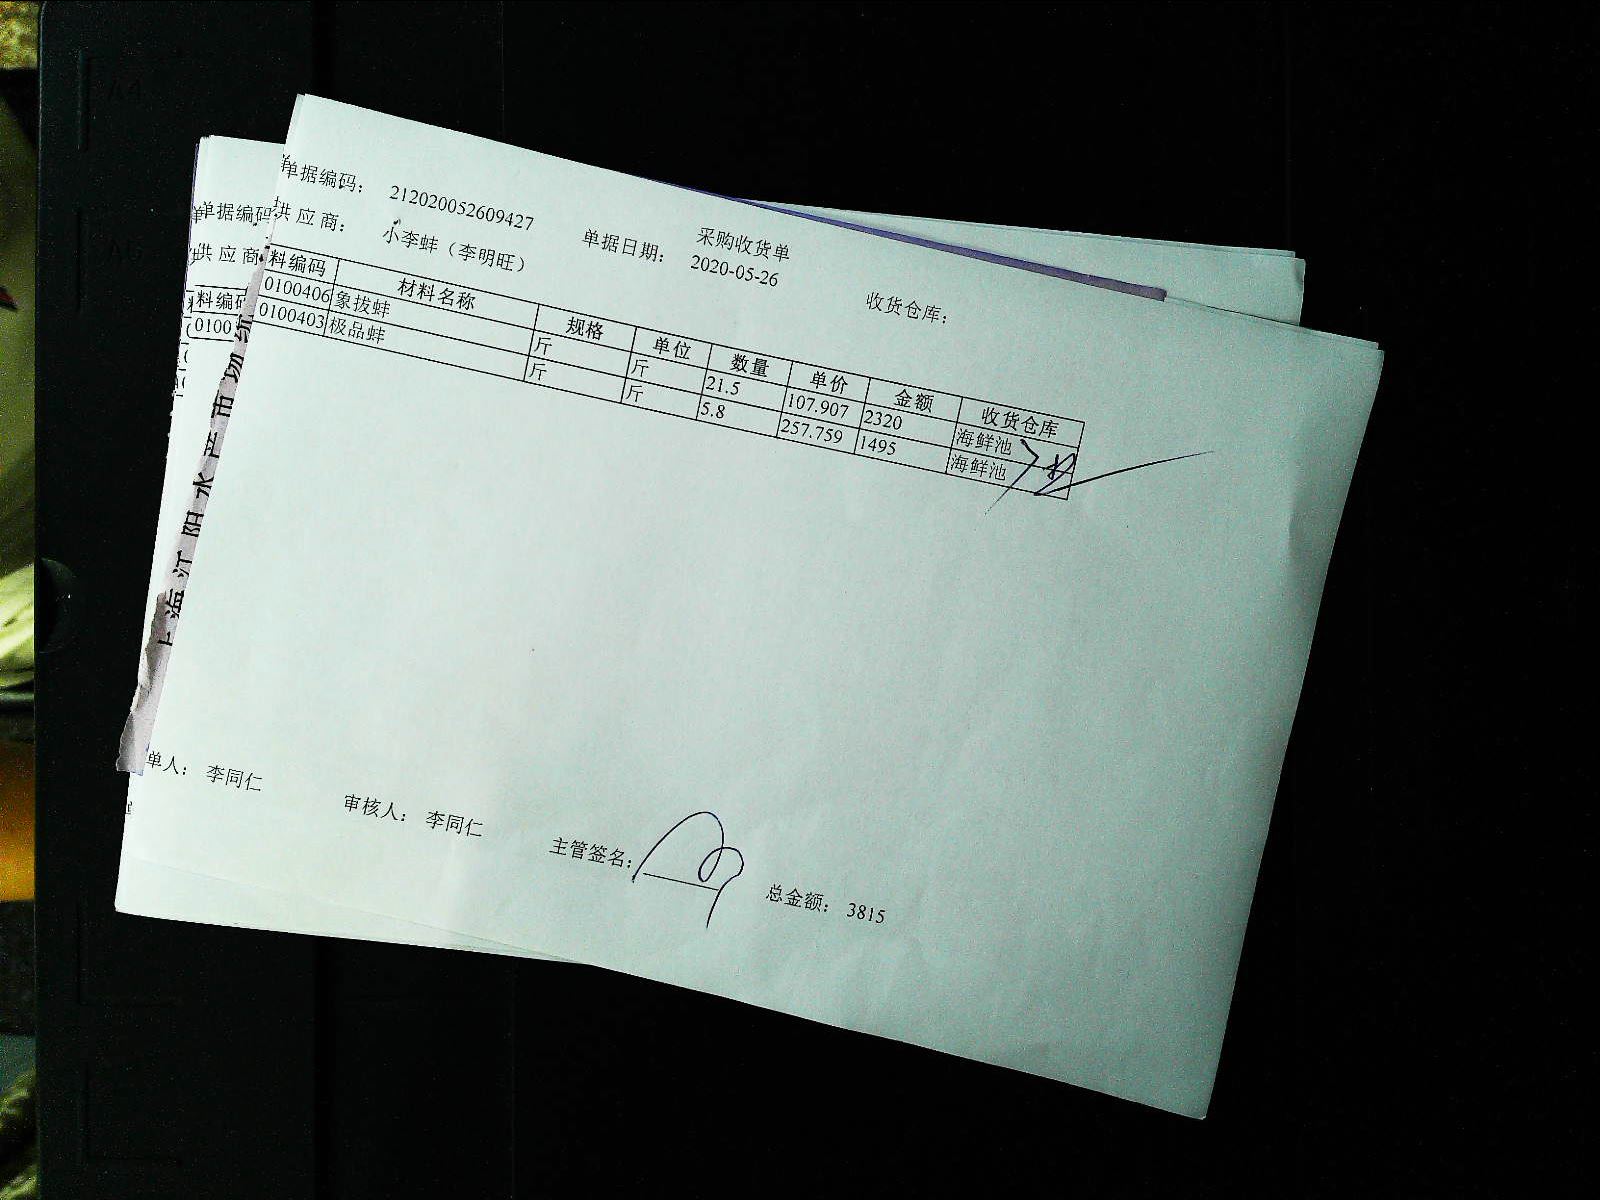 采购收货单
单据编码： 212020052609427 单据日期： 2020-05-26 收货仓库：
供应商： 小李蚌（李明旺）
料编码 材料名称 规格 单位 数量 单价 金额 收货仓库
0100406 象拔蚌 斤 斤 21.5 107.907 2320 海鲜池
0100403 极品蚌 斤 斤 5.8 257.759 1495 海鲜池
单人： 李同仁 审核人： 李同仁 主管签名： 总金额： 3815
单据编码
供应商
料编码
0100
上海江阳水产市场
A4
A6